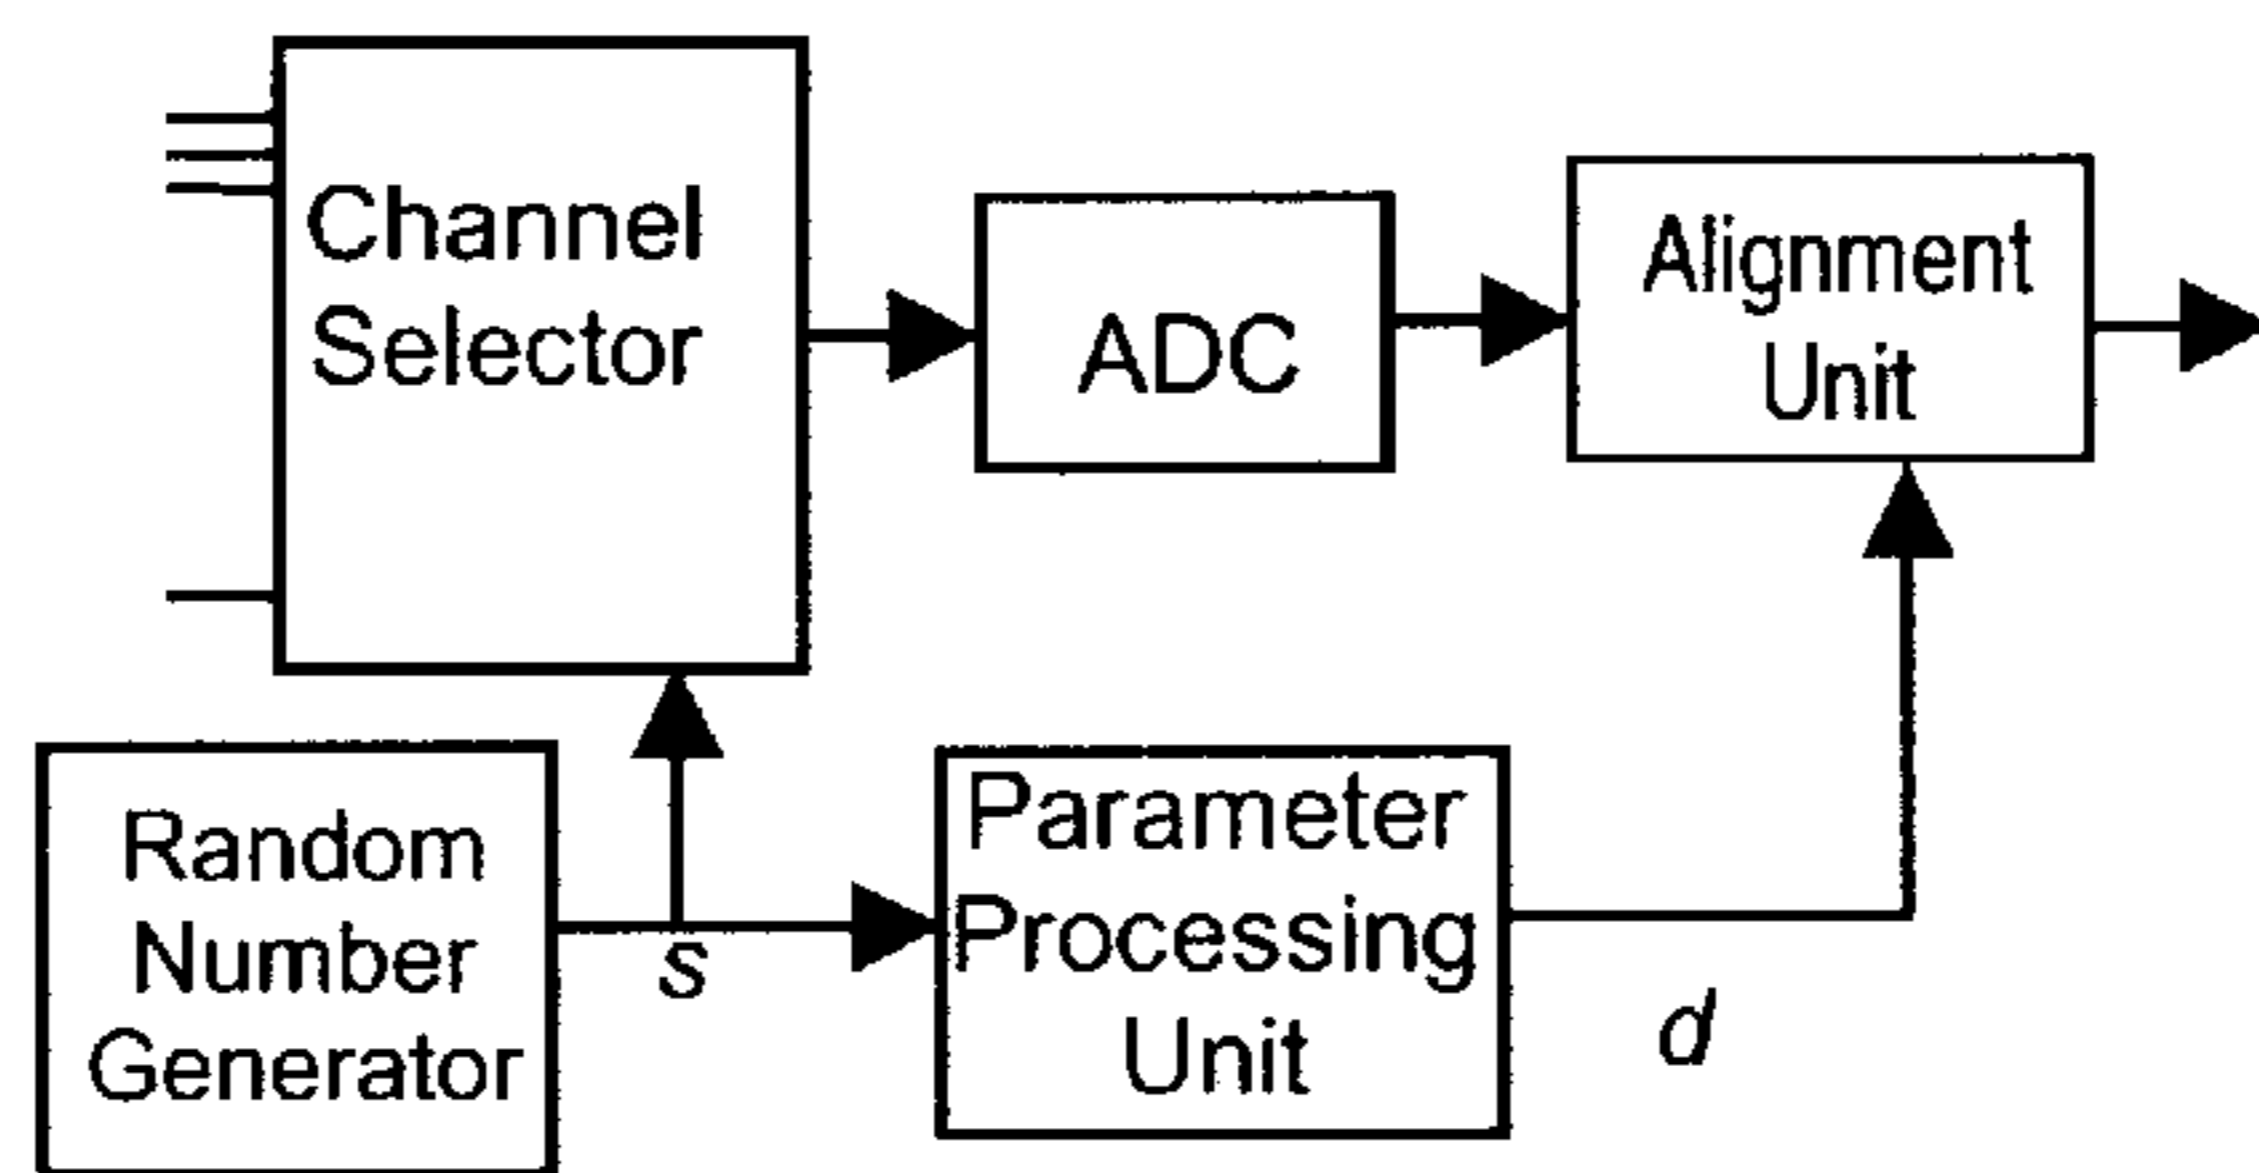 Channel
Selector
ADC
Alignment
Unit
Random
Number
Generator
s
Parameter
Processing
Unit
d